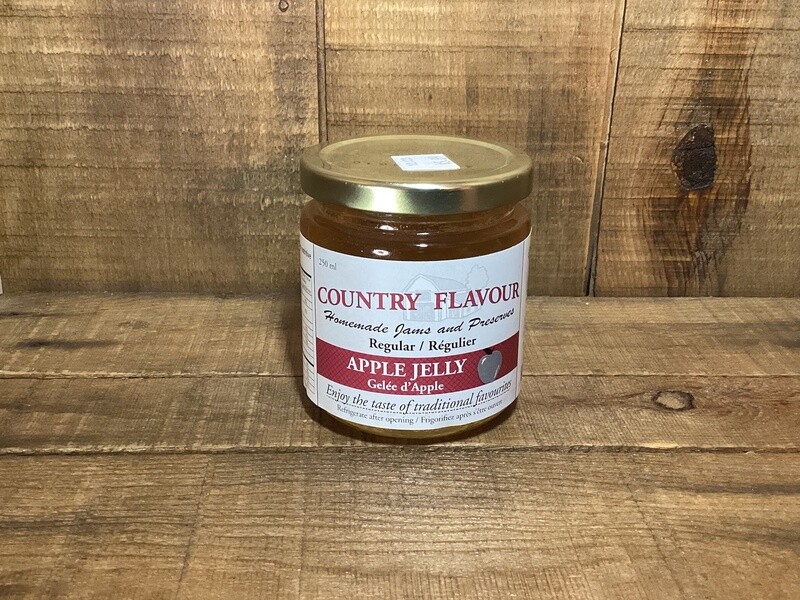 250 ml
COUNTRY FLAVOUR
Homemade Jams and Preserves
Regular / Régulier
APPLE JELLY
Gelée d'Apple
Enjoy the taste of traditional favourites
Refrigerate after opening / Frigorifiez après s'être ouvert